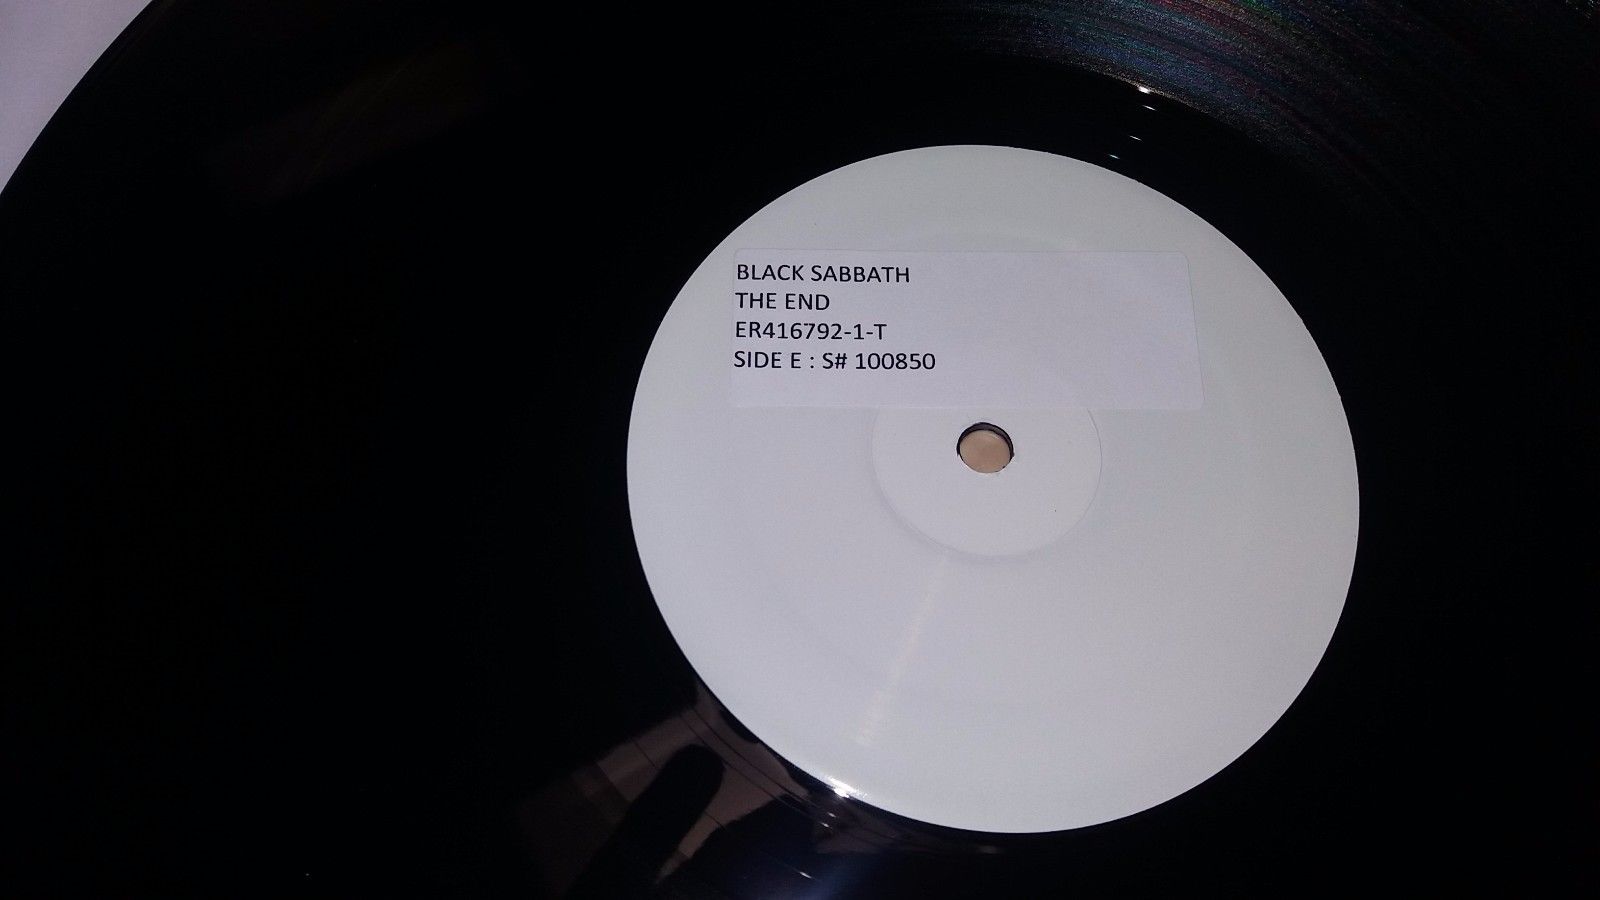 BLACK SABBATH
THE END
ER416792-1-T
SIDE E : S# 100850